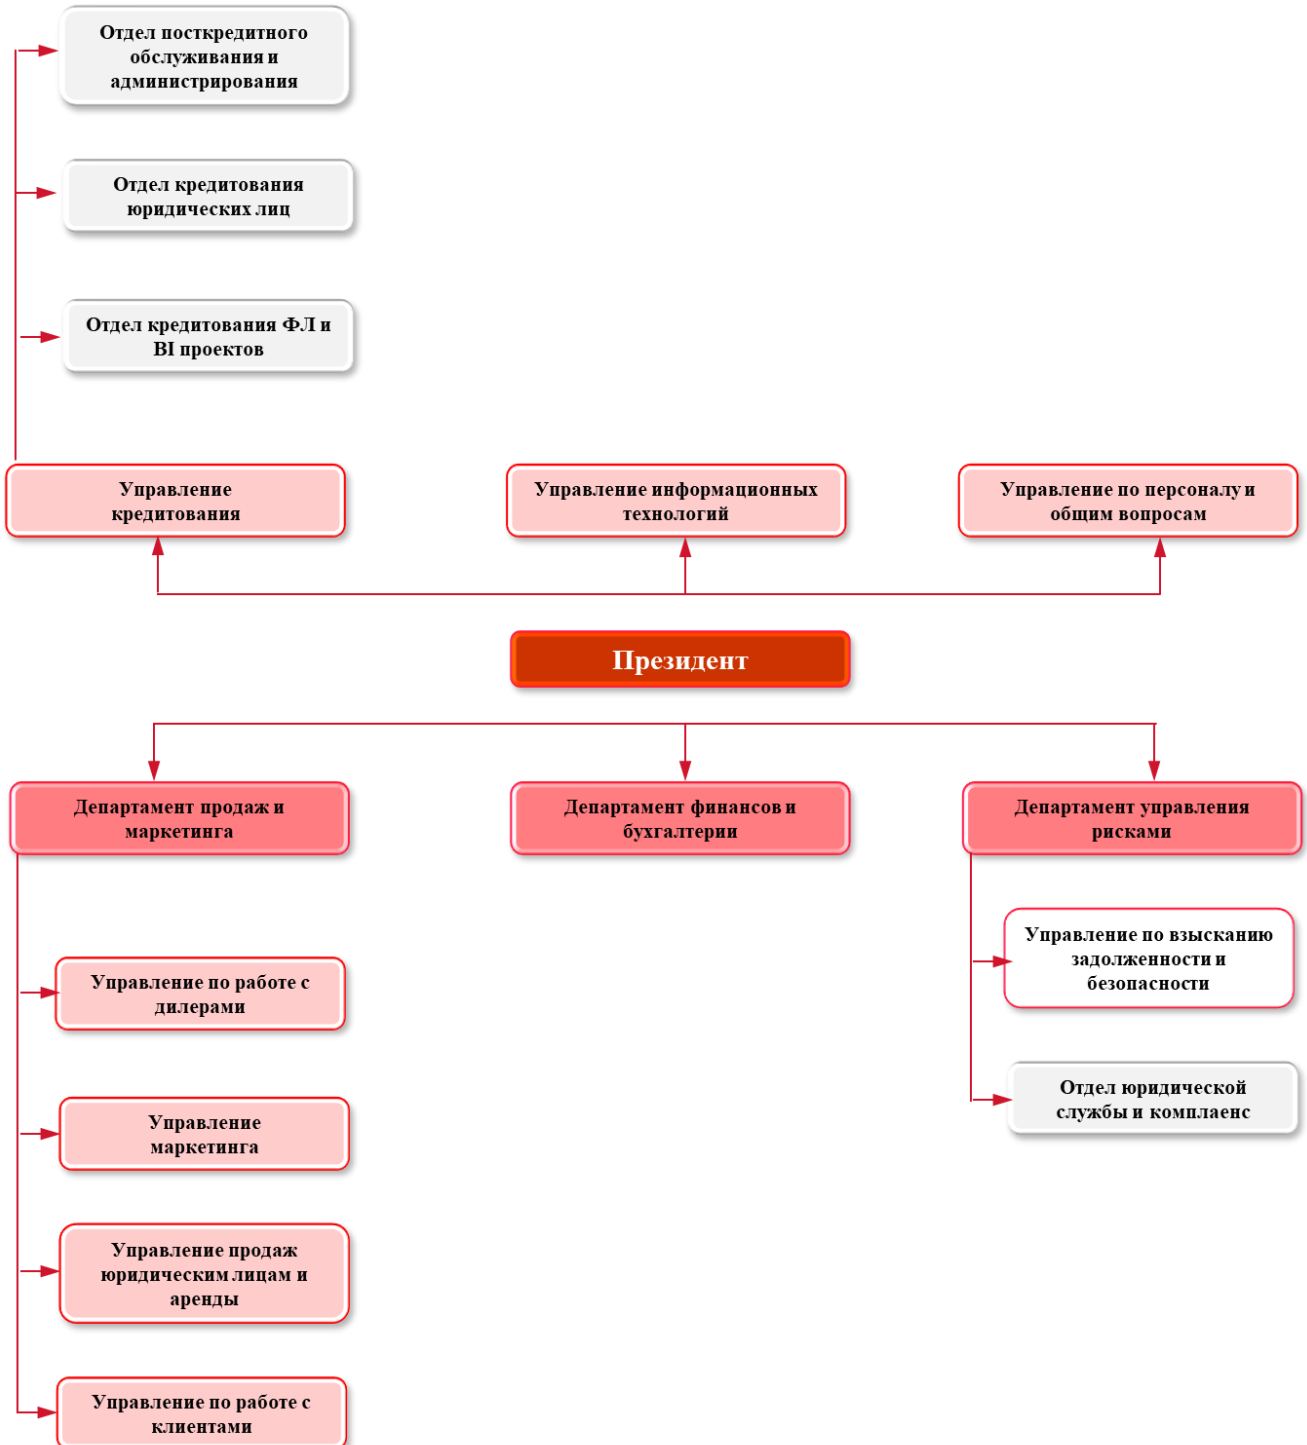 Отдел посткредитного
обслуживания и
администрирования
Отдел кредитования
юридических лиц
Отдел кредитования ФЛ и
BI проектов
Управление
кредитования
Управление информационных
технологий
Управление по персоналу и
общим вопросам
Президент
Департамент продаж и
маркетинга
Департамент финансов и
бухгалтерии
Департамент управления
рисками
Управление по взысканию
задолженности и
безопасности
Отдел юридической
службы и комплаенс
Управление по работе с
дилерами
Управление
маркетинга
Управление продаж
юридическим лицам и
аренды
Управление по работе с
клиентами